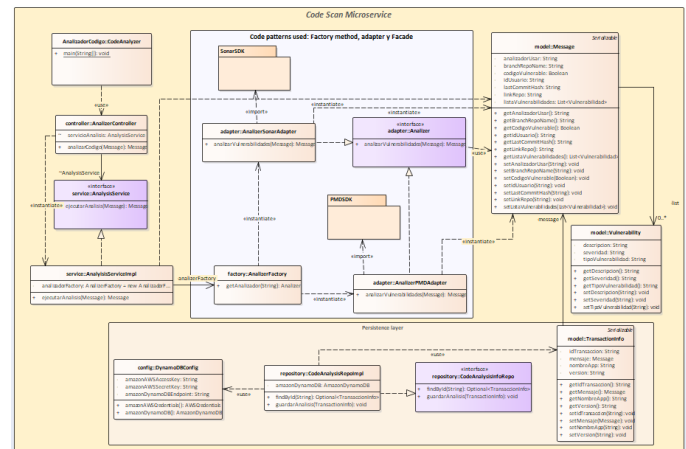 Code Scan Microservice
AnalizadorCodigo::CodeAnalyzer
+ main(String[]): void
«use»
controller::AnalizerController
- servicioAnalisis: AnalysisService
+ analizarCodigo(Message): Message
~AnalysisService
«instantiate»
«interface»
service::AnalysisService
+ ejecutarAnalisis(Message): Message
service::AnalysisServiceImpl
analizadorFactory: AnalizerFactory = new AnalizadorF...
+ ejecutarAnalisis(Message): Message
-analizerFactory
Code patterns used: Factory method, adapter y Facade
SonarSDK
«import»
«instantiate»
«instantiate»
adapter::AnalizerSonarAdapter
+ analizarVulnerabilidades(Message): Message
«interface»
adapter::Analizer
+ analizarVulnerabilidades(Message): Message
«use»
«instantiate»
PMDSDK
«import»
«instantiate»
factory::AnalizerFactory
+ getAnalizador(String): Analizer
«instantiate»
adapter::AnalizerPMDAdapter
+ analizarVulnerabilidades(Message): Message
Serializable
model::Message
- analizadorUser: String
- branchRepoName: String
- codigoVulnerable: Boolean
- idUsuario: String
- lastCommitHash: String
- linkRepo: String
- listaVulnerabilidades: List<Vulnerabilidad>
+ getAnalizadorUser(): String
+ getBranchRepoName(): String
+ getCodigoVulnerable(): Boolean
+ getIdUsuario(): String
+ getLastCommitHash(): String
+ getLinkRepo(): String
+ getListaVulnerabilidades(): List<Vulnerabilidad>
+ setAnalizadorUser(String): void
+ setBranchRepoName(String): void
+ setCodigoVulnerable(Boolean): void
+ setIdUsuario(String): void
+ setLastCommitHash(String): void
+ setLinkRepo(String): void
+ setListaVulnerabilidades(List<Vulnerabilidad>): void
-message
list
0..*
model::Vulnerability
- descripcion: String
- severidad: String
- tipoVulnerabilidad: String
+ getDescripcion(): String
+ getSeveridad(): String
+ getTipoVulnerabilidad(): String
+ setDescripcion(String): void
+ setSeveridad(String): void
+ setTipoVulnerabilidad(String): void
Persistence layer
config::DynamoDBConfig
- amazonAWSAccessKey: String
- amazonAWSSecretKey: String
- amazonDynamoDBEndpoint: String
+ amazonAWSCredentials(): AWSCredentials
+ amazonDynamoDB(): AmazonDynamoDB
«use»
repository::CodeAnalysisRepoImpl
- amazonDynamoDB: AmazonDynamoDB
+ findById(String): Optional<TransactionInfo>
+ guardarAnalisis(TransactionInfo): void
«use»
«interface»
repository::CodeAnalysisInfoRepo
+ findById(String): Optional<TransactionInfo>
+ guardarAnalisis(TransactionInfo): void
Serializable
model::TransactionInfo
- idTransaccion: String
- mensaje: Message
- nombreApp: String
- version: String
+ getIdTransaccion(): String
+ getMensaje(): Message
+ getNombreApp(): String
+ getVersion(): String
+ setIdTransaccion(String): void
+ setMensaje(Message): void
+ setNombreApp(String): void
+ setVersion(String): void